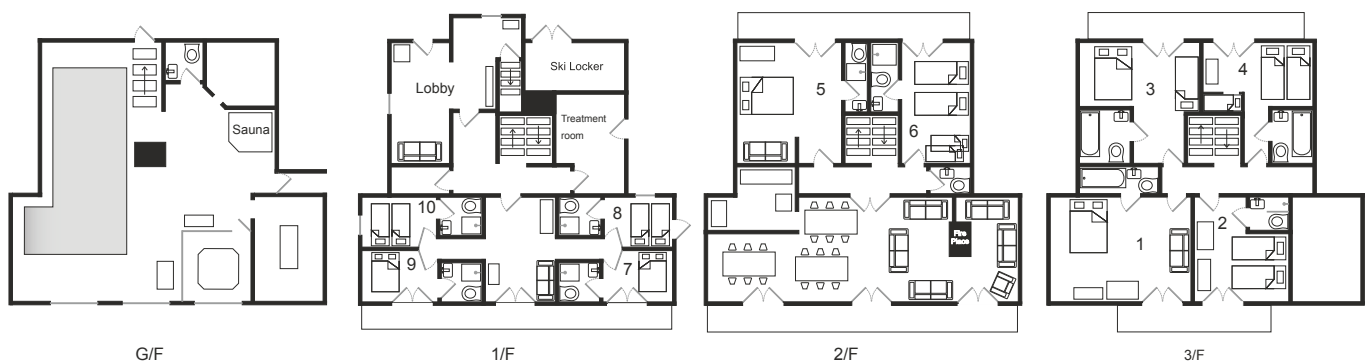 Sauna
G/F
Lobby
Ski Locker
Treatment
room
10
8
9
7
1/F
5
6
Fire
Place
2/F
3
4
1
2
3/F